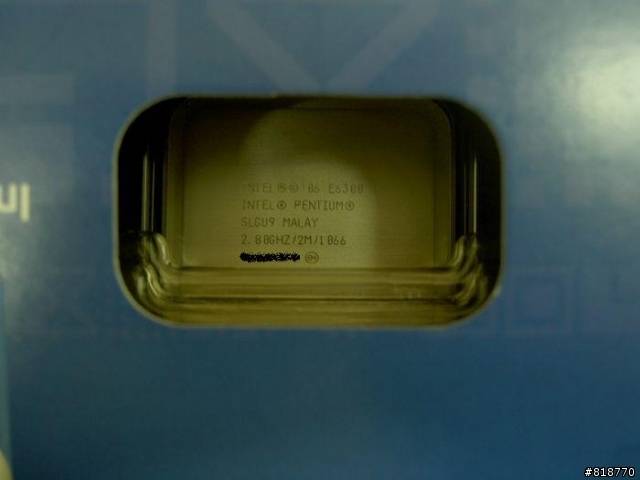 INTEL®© '06 E6300
INTEL® PENTIUM®
SLGU9 MALAY
2.80GHZ/2M/1066
#818770